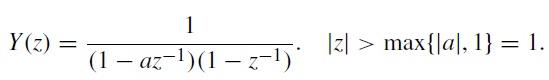 Y(z) = 1 / ((1 − az⁻¹)(1 − z⁻¹)). |z| > max{|a|, 1} = 1.